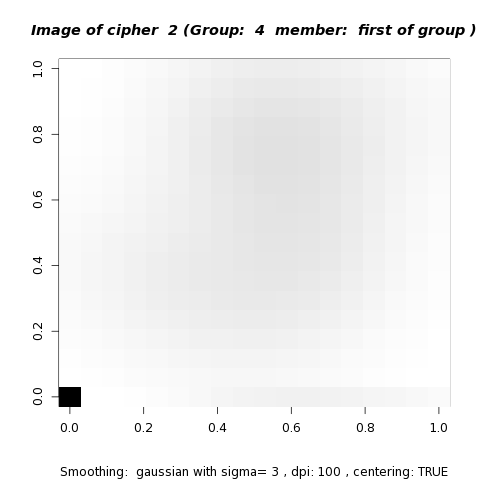 Image of cipher 2 (Group: 4 member: first of group )
1.0
0.8
0.6
0.4
0.2
0.0
0.0 0.2 0.4 0.6 0.8 1.0
Smoothing: gaussian with sigma= 3 , dpi: 100 , centering: TRUE